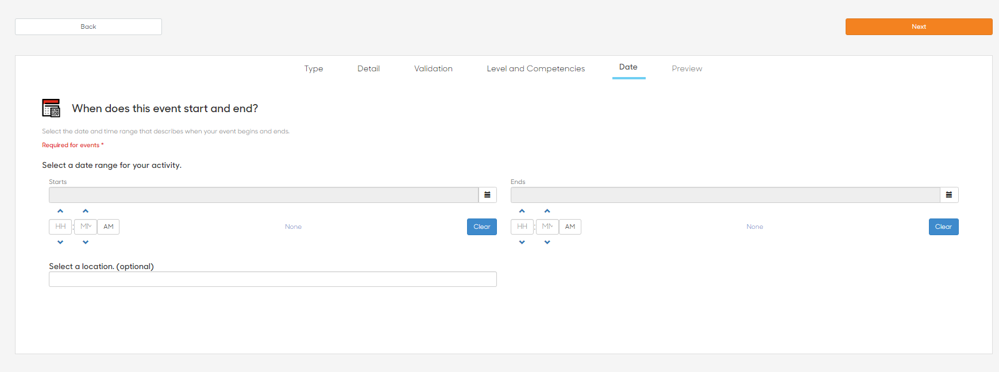 Back
Next
Type
Detail
Validation
Level and Competencies
Date
Preview
When does this event start and end?
Select the date and time range that describes when your event begins and ends.
Required for events *
Select a date range for your activity.
Starts
Ends
HH : MM AM None Clear
HH : MM AM None Clear
Select a location. (optional)